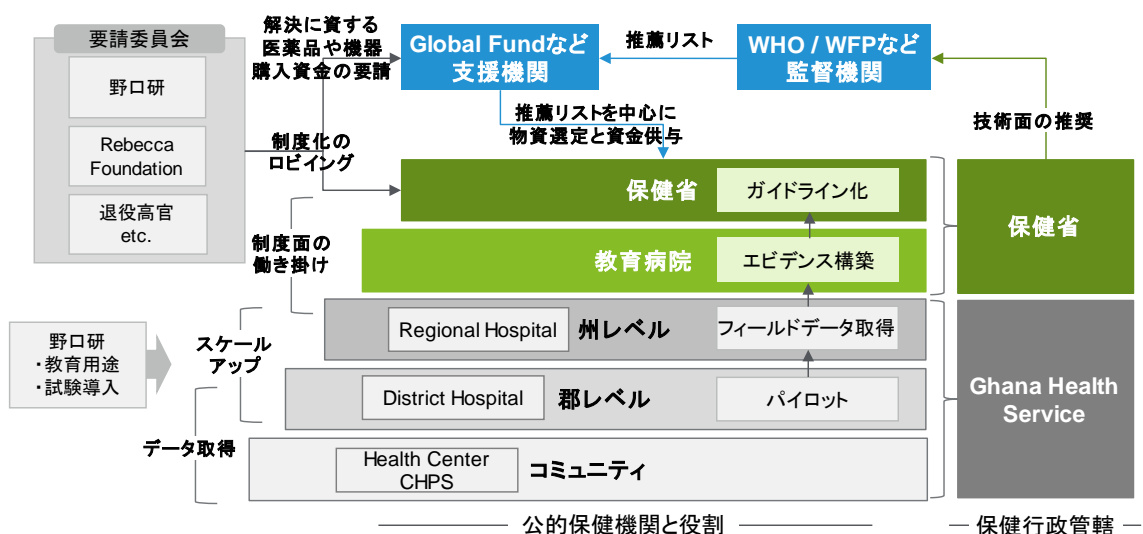 要請委員会
野口研
Rebecca
Foundation
退役高官
etc.
解決に資する
医薬品や機器
購入資金の要請
制度化の
ロビイング
Global Fundなど
支援機関
推薦リスト
WHO / WFPなど
監督機関
推薦リストを中心に
物資選定と資金供与
技術面の推奨
保健省
ガイドライン化
教育病院
エビデンス構築
保健省
制度面の
働き掛け
Regional Hospital
州レベル
フィールドデータ取得
野口研
・教育用途
・試験導入
スケール
アップ
District Hospital
郡レベル
パイロット
Ghana Health
Service
データ取得
Health Center
CHPS
コミュニティ
公的保健機関と役割
保健行政管轄